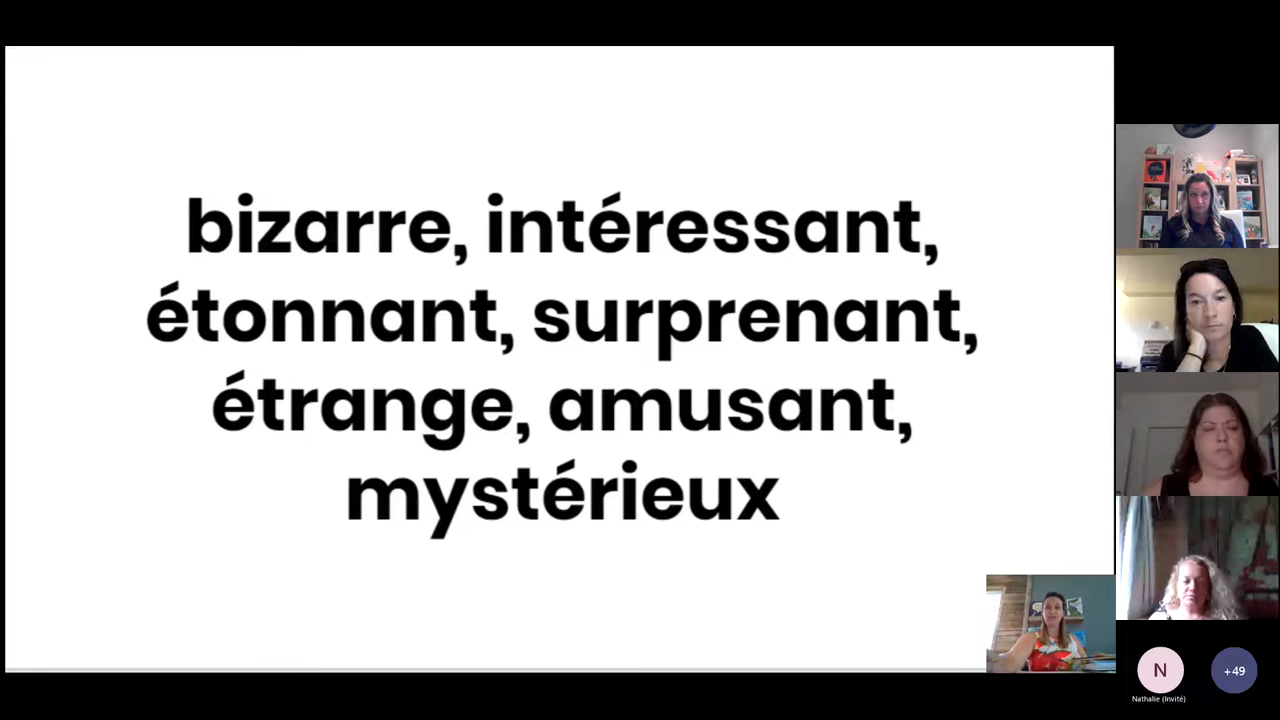 bizarre, intéressant,
étonnant, surprenant,
étrange, amusant,
mystérieux
N
+49
Nathalie (Invité)